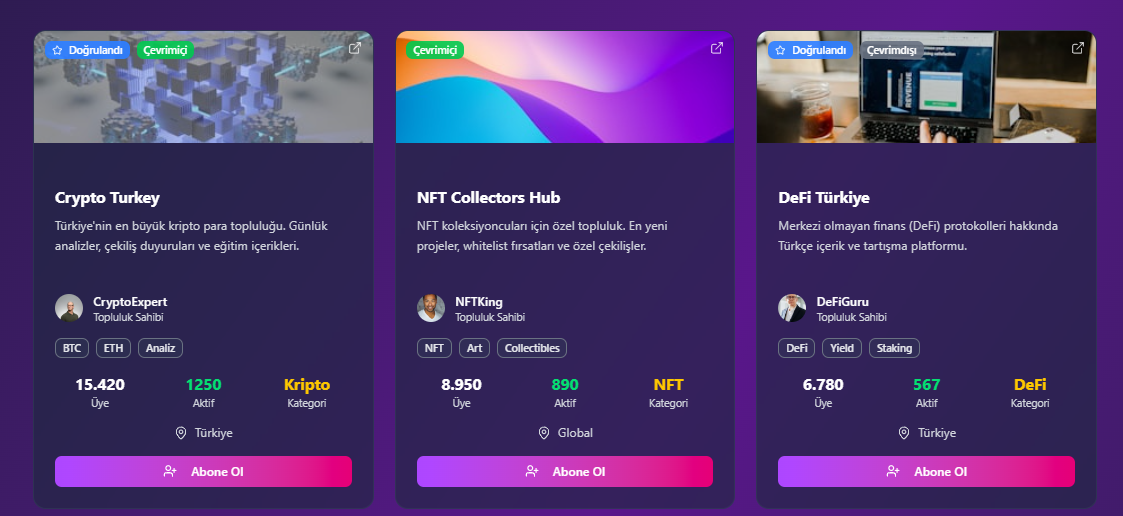 Doğrulandı
Çevrimiçi
Crypto Turkey
Türkiye'nin en büyük kripto para topluluğu. Günlük
analizler, çekiliş duyuruları ve eğitim içerikleri.
CryptoExpert
Topluluk Sahibi
BTC
ETH
Analiz
15.420
Üye
1250
Aktif
Kripto
Kategori
Türkiye
Abone Ol
Çevrimiçi
NFT Collectors Hub
NFT koleksiyoncuları için özel topluluk. En yeni
projeler, whitelist fırsatları ve özel çekilişler.
NFTKing
Topluluk Sahibi
NFT
Art
Collectibles
8.950
Üye
890
Aktif
NFT
Kategori
Global
Abone Ol
Doğrulandı
Çevrimdışı
REVENUE
DeFi Türkiye
Merkezi olmayan finans (DeFi) protokolleri hakkında
Türkçe içerik ve tartışma platformu.
DeFiGuru
Topluluk Sahibi
DeFi
Yield
Staking
6.780
Üye
567
Aktif
DeFi
Kategori
Türkiye
Abone Ol